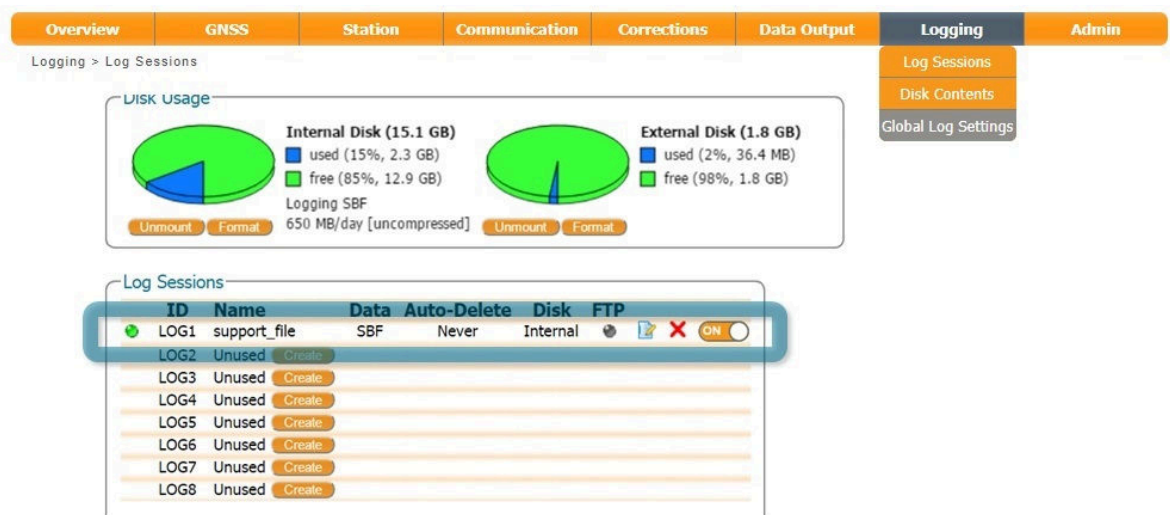 Overview GNSS Station Communication Corrections Data Output Logging Admin
Logging > Log Sessions
Log Sessions
Disk Contents
Global Log Settings
Disk Usage
Internal Disk (15.1 GB)
used (15%, 2.3 GB)
free (85%, 12.9 GB)
Logging SBF
650 MB/day [uncompressed]
Unmount Format
External Disk (1.8 GB)
used (2%, 36.4 MB)
free (98%, 1.8 GB)
Unmount Format
Log Sessions
ID Name Data Auto-Delete Disk FTP
LOG1 support_file SBF Never Internal ON
LOG2 Unused Create
LOG3 Unused Create
LOG4 Unused Create
LOG5 Unused Create
LOG6 Unused Create
LOG7 Unused Create
LOG8 Unused Create